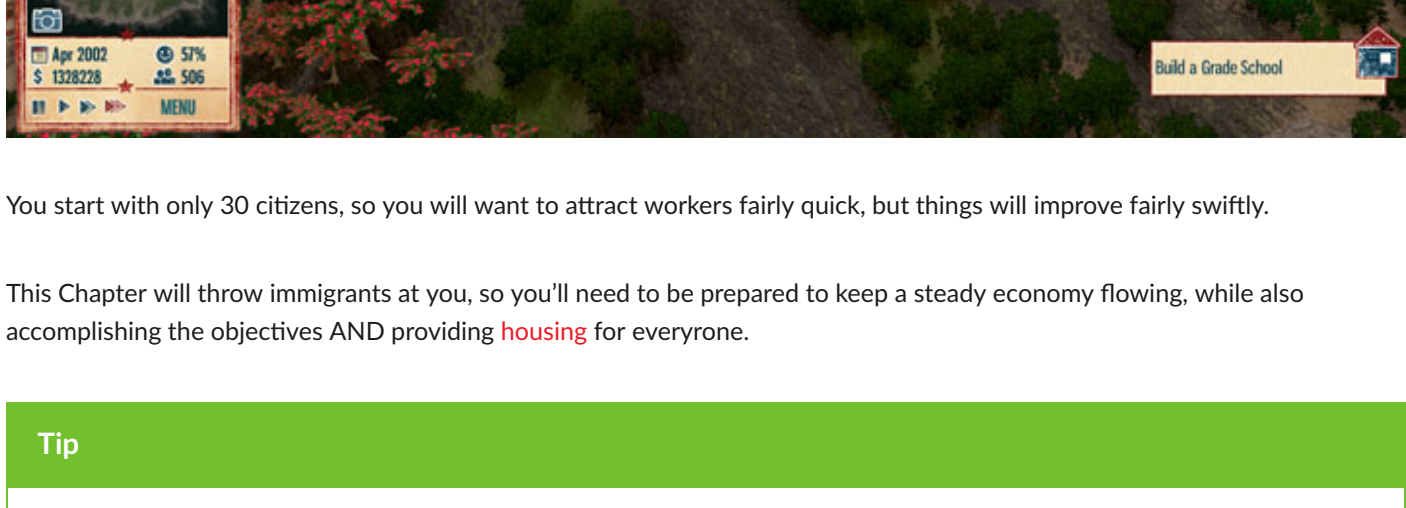 Apr 2002 57%
$ 1328228 506
MENU
Build a Grade School
You start with only 30 citizens, so you will want to attract workers fairly quick, but things will improve fairly swiftly.
This Chapter will throw immigrants at you, so you’ll need to be prepared to keep a steady economy flowing, while also
accomplishing the objectives AND providing housing for everyrone.
Tip